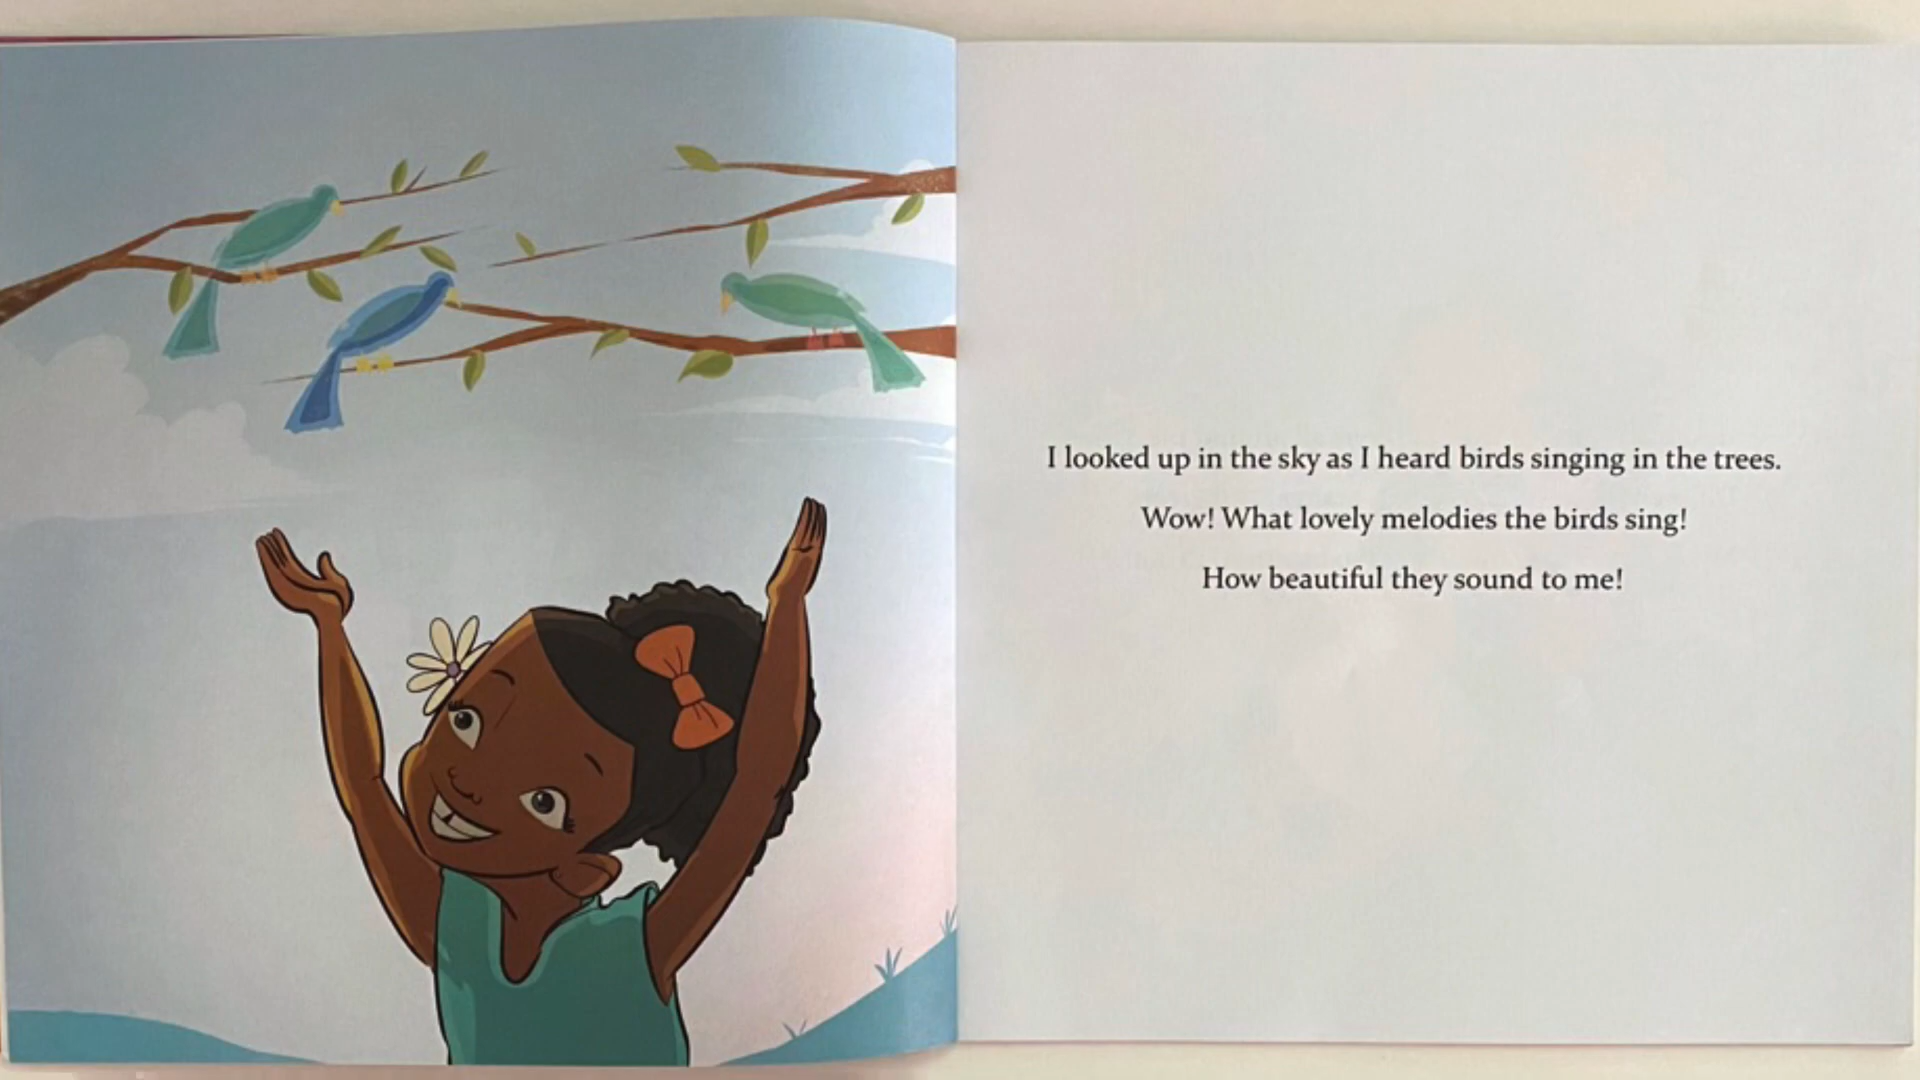 I looked up in the sky as I heard birds singing in the trees.
Wow! What lovely melodies the birds sing!
How beautiful they sound to me!